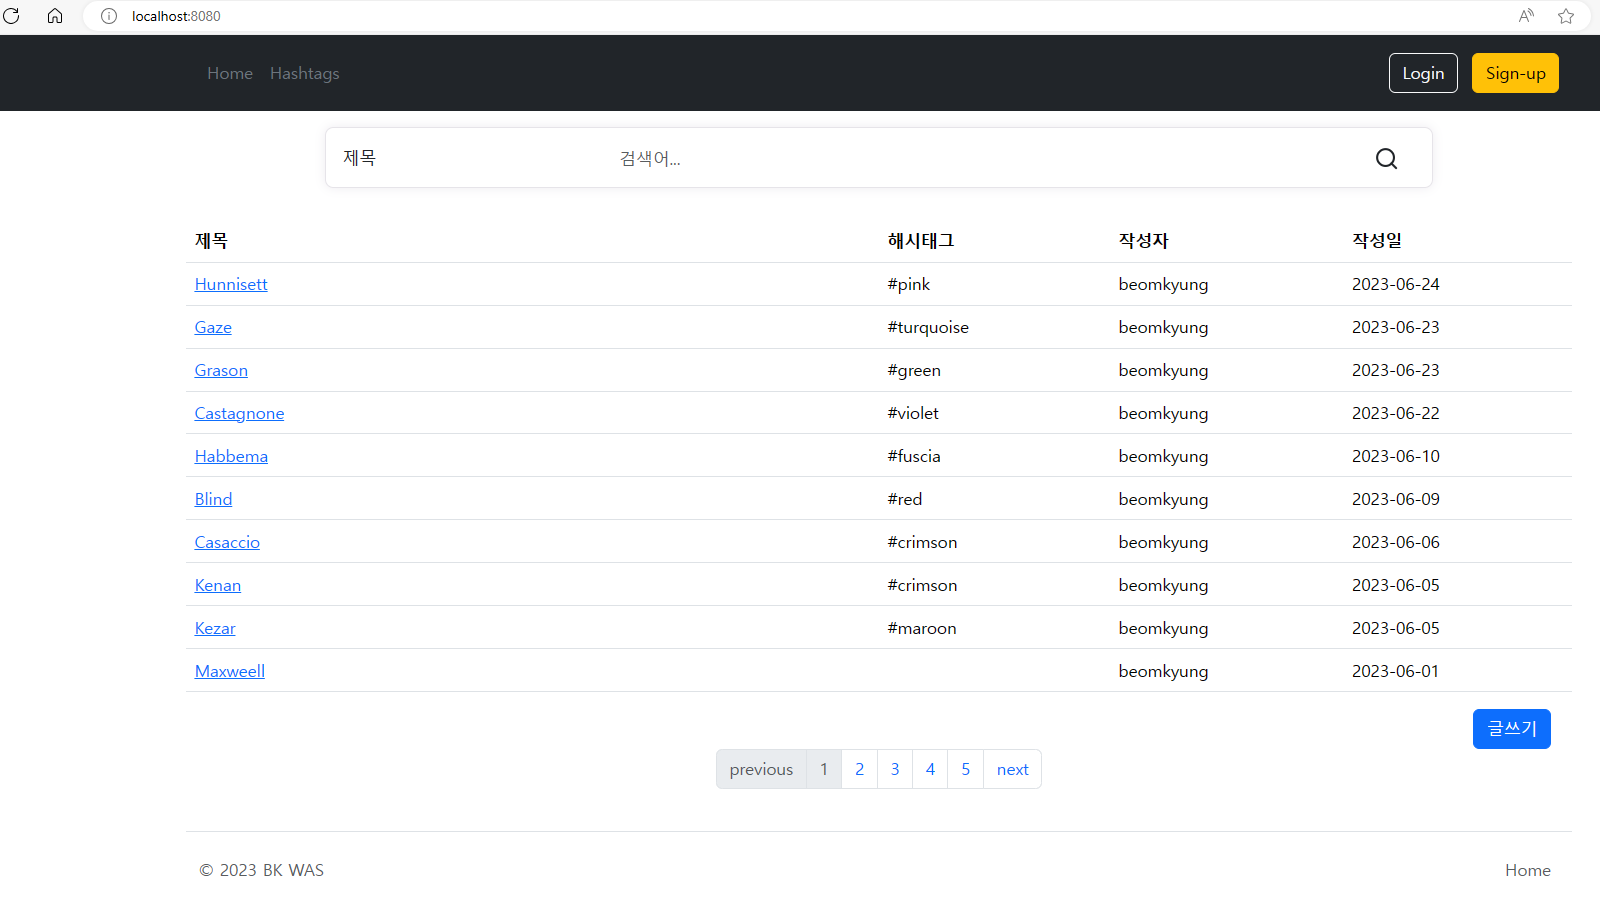 localhost:8080
Home Hashtags Login Sign-up
제목 검색어...
제목 해시태그 작성자 작성일
Hunnisett #pink beomkyung 2023-06-24
Gaze #turquoise beomkyung 2023-06-23
Grason #green beomkyung 2023-06-23
Castagnone #violet beomkyung 2023-06-22
Habbema #fuscia beomkyung 2023-06-10
Blind #red beomkyung 2023-06-09
Casaccio #crimson beomkyung 2023-06-06
Kenan #crimson beomkyung 2023-06-05
Kezar #maroon beomkyung 2023-06-05
Maxweell beomkyung 2023-06-01
글쓰기
previous 1 2 3 4 5 next
© 2023 BK WAS Home